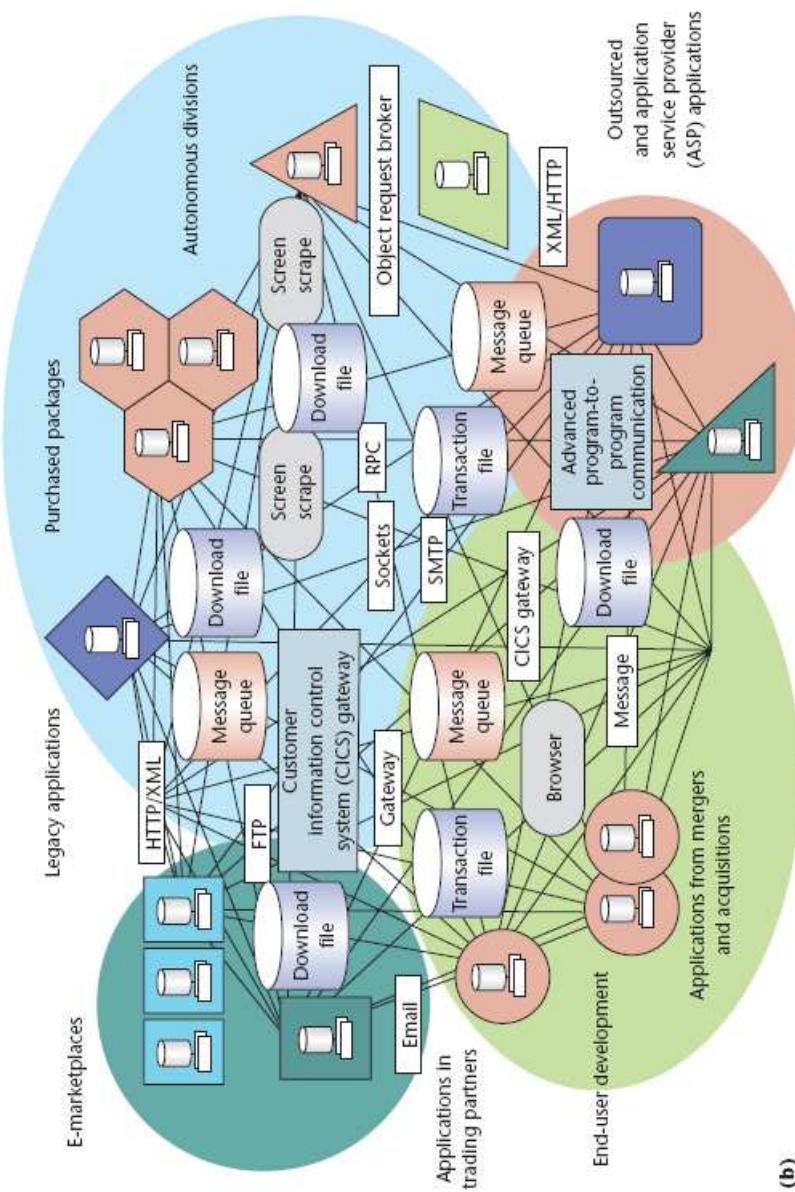 E-marketplaces
Legacy applications
Purchased packages
Autonomous divisions
HTTP/XML
FTP
Download
file
Message
queue
Download
file
Customer
information control
system (CICS) gateway
Screen
scrape
Download
file
Screen
scrape
Object request broker
Email
Gateway
Sockets
RPC
SMTP
Applications in
trading partners
Transaction
file
Message
queue
Transaction
file
Message
queue
XML/HTTP
CICS gateway
Browser
Message
Download
file
Advanced
program-to-
program
communication
Outsourced
and application
service provider
(ASP) applications
End-user development
Applications from mergers
and acquisitions
(b)